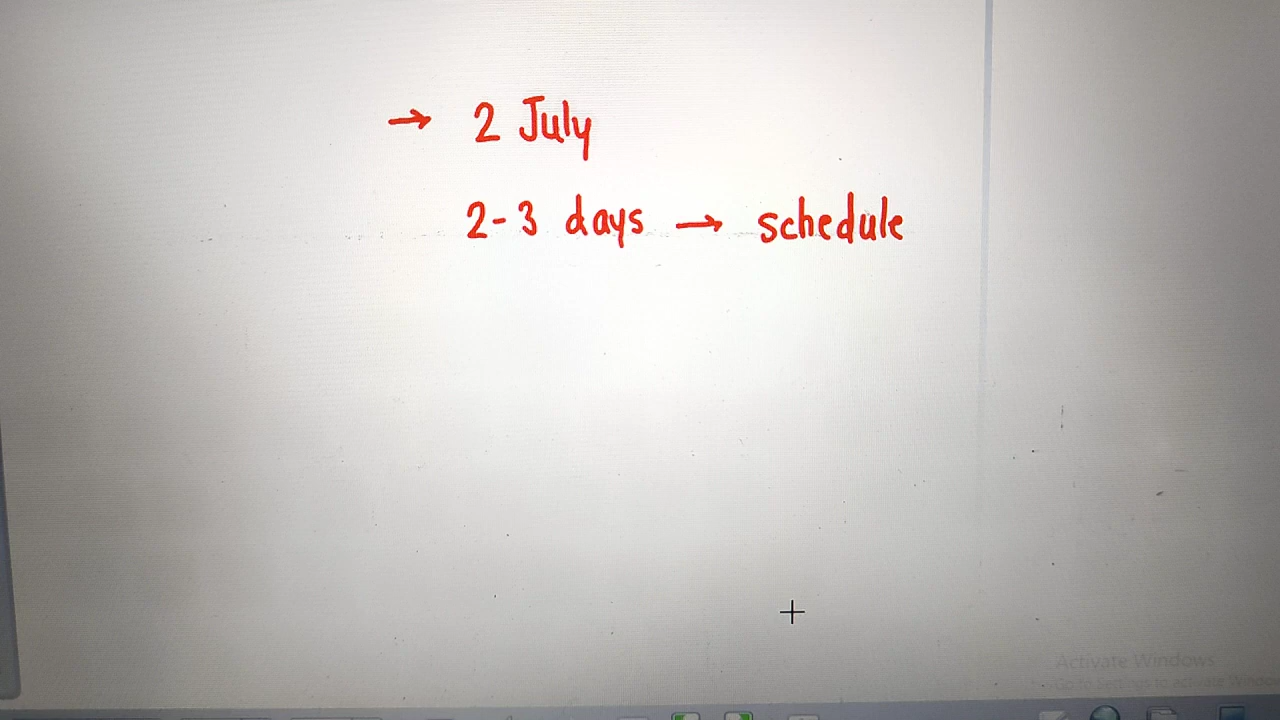 → 2 July
2-3 days → schedule
Activate Windows